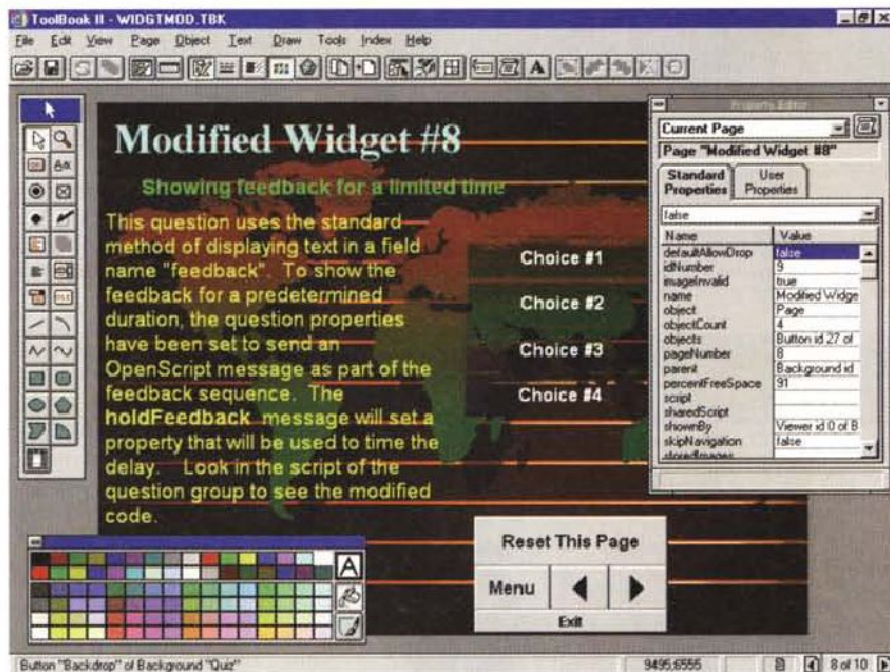 ToolBook III - WIDGTMOD.TBK
File Edit View Page Object Text Draw Tools Index Help
Modified Widget #8
Showing feedback for a limited time
This question uses the standard
method of displaying text in a field
name "feedback". To show the
feedback for a predetermined
duration, the question properties
have been set to send an
OpenScript message as part of the
feedback sequence. The
holdFeedback message will set a
property that will be used to time the
delay. Look in the script of the
question group to see the modified
code.
Choice #1
Choice #2
Choice #3
Choice #4
Reset This Page
Menu
Exit
Property Editor
Current Page
Page "Modified Widget #8"
Standard Properties
User Properties
false
Name Value
defaultAllowDrop false
idNumber 9
imageInvalid true
name Modified Widge
object Page
objectCount 4
objects Button id 27 of
pageNumber 8
parent Background id
percentFreeSpace 91
script
sharedScript
shownBy Viewer id 0 of B
skipNavigation false
storedImages
A
Button "Backdrop" of Background "Quiz"
9495;6555
8 of 10